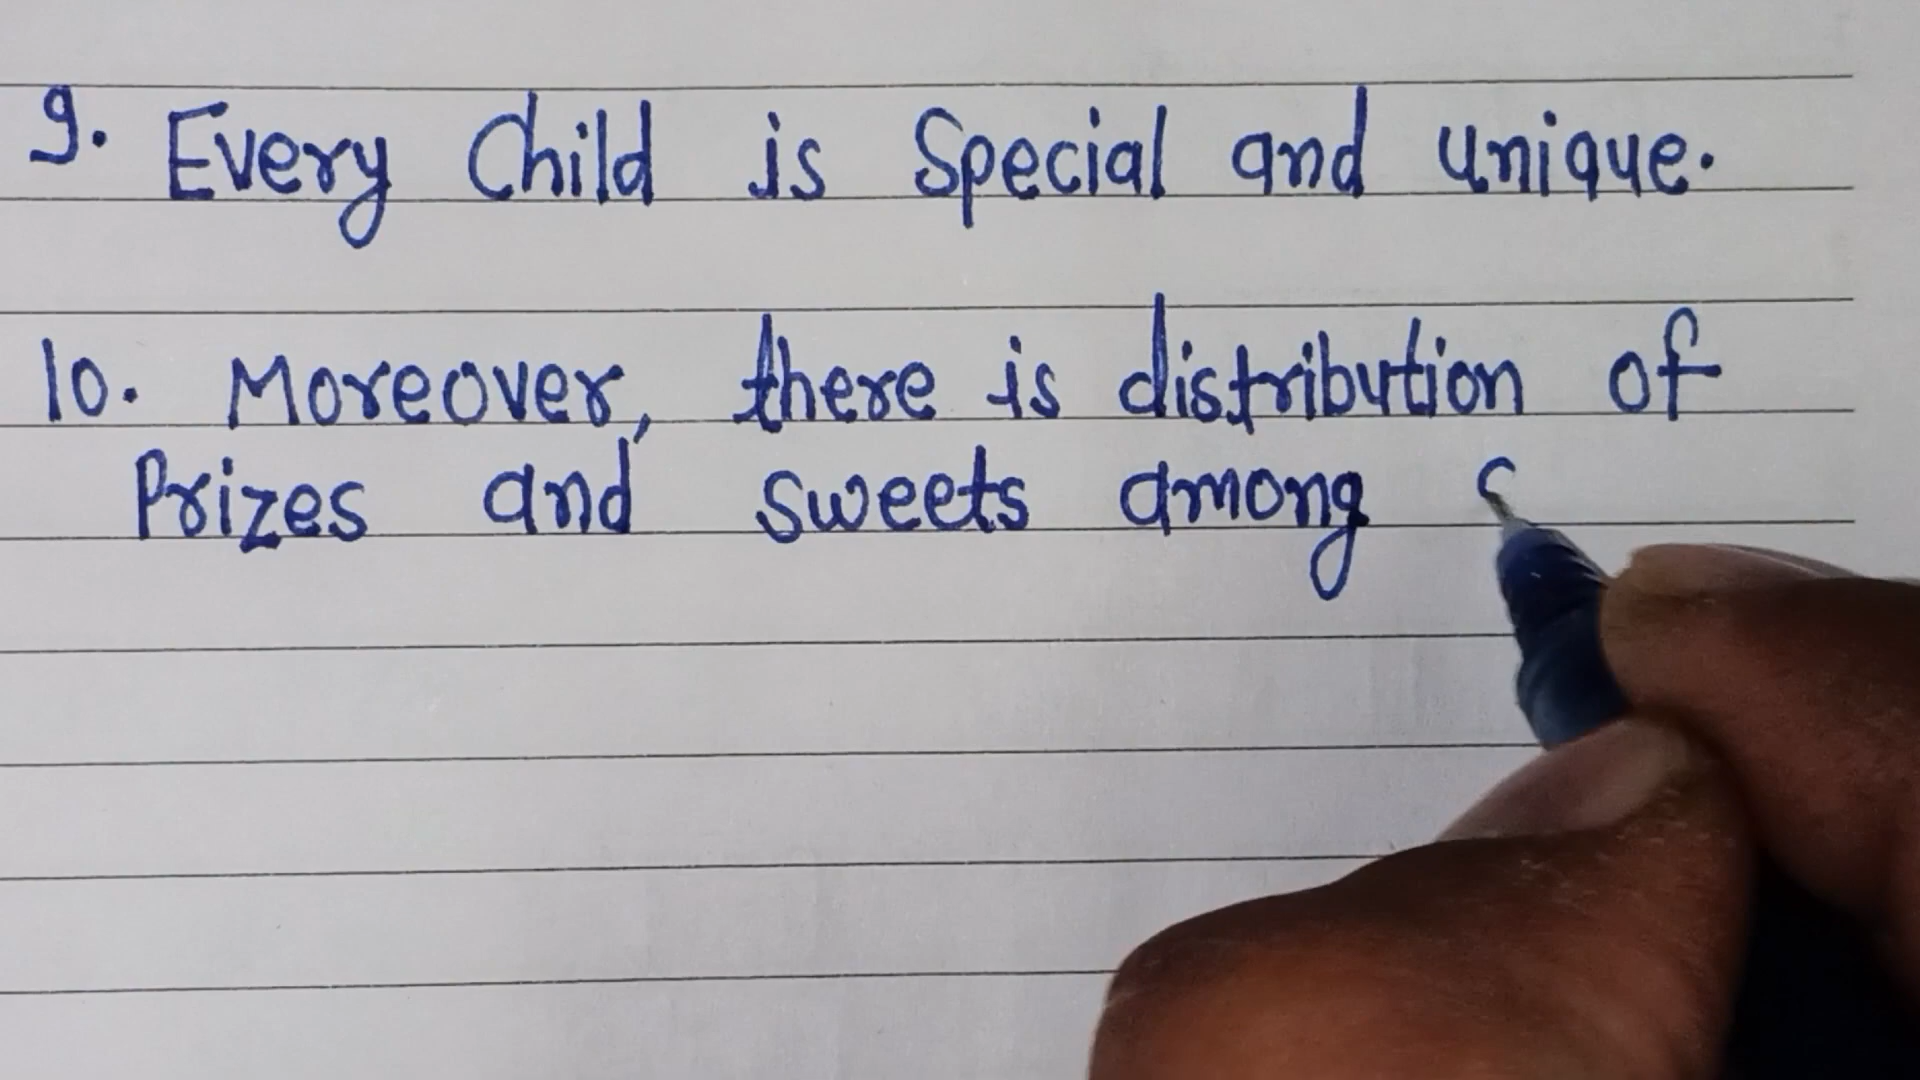 9. Every Child is Special and unique.
10. Moreover, there is distribution of
Prizes and sweets among